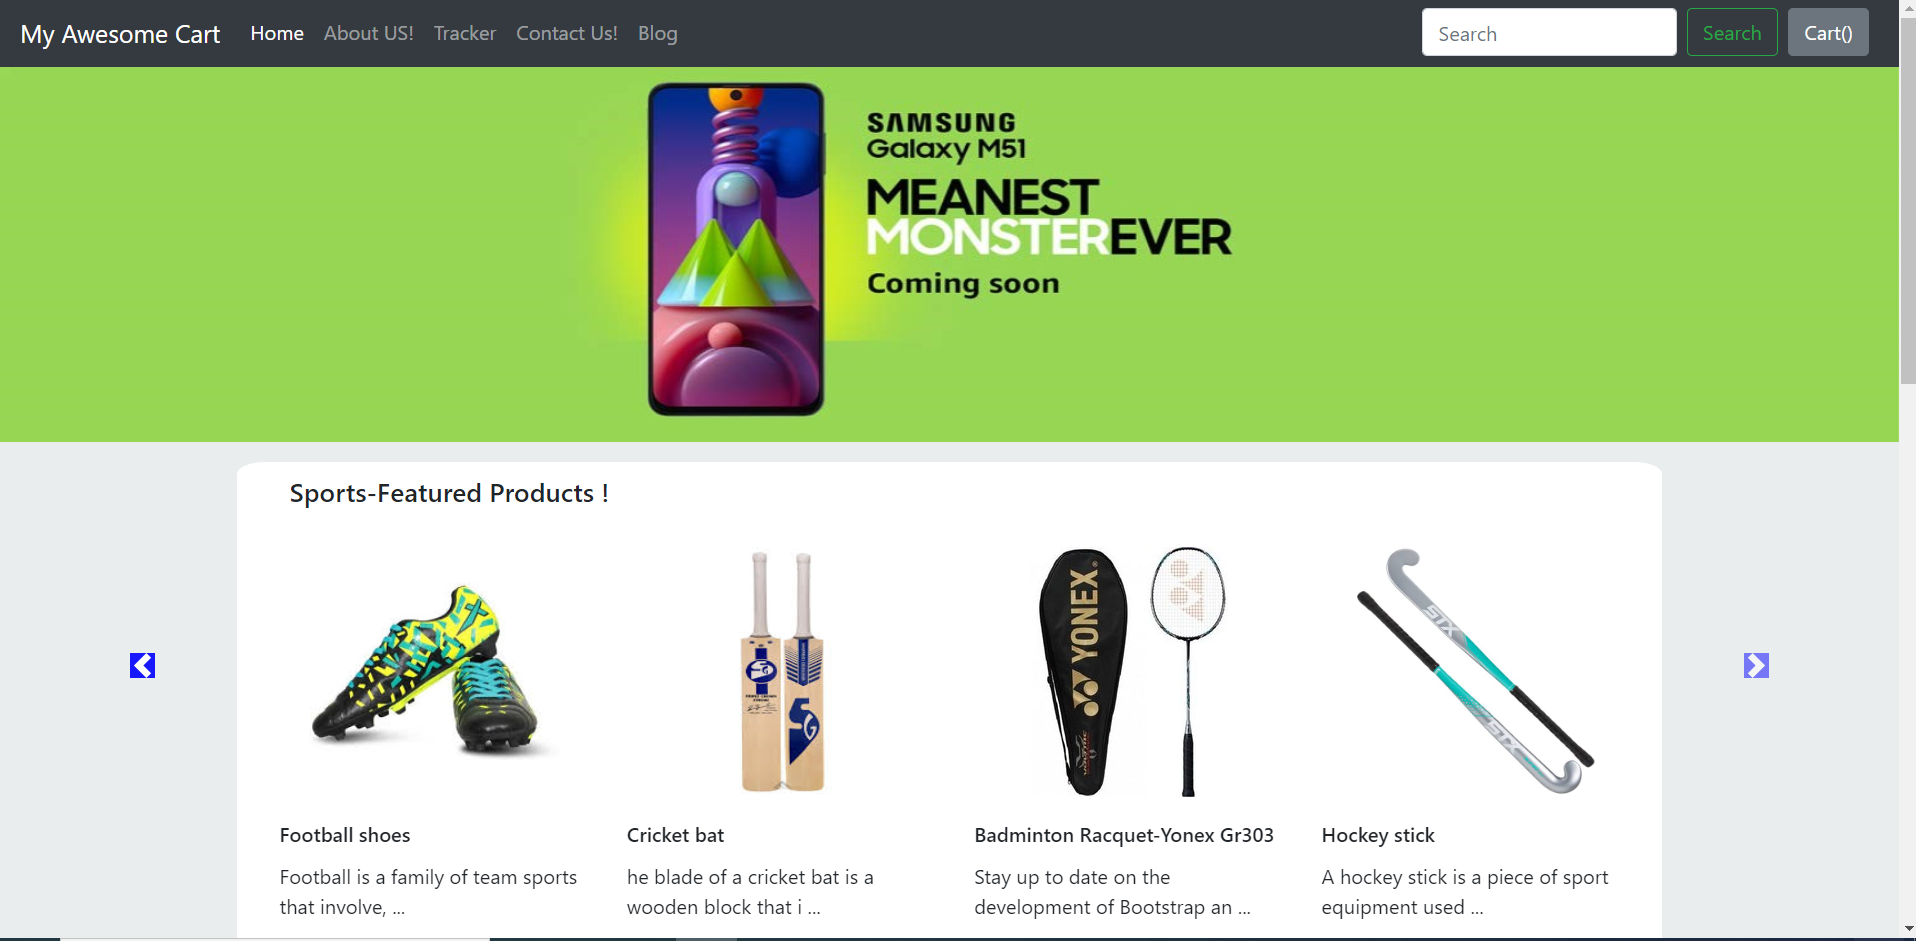 My Awesome Cart Home About US! Tracker Contact Us! Blog Search Search Cart()
SAMSUNG
Galaxy M51
MEANEST
MONSTEREVER
Coming soon
Sports-Featured Products !
YONEX
STX
STX
SG
SG
Football shoes
Cricket bat
Badminton Racquet-Yonex Gr303
Hockey stick
Football is a family of team sports
that involve, ...
he blade of a cricket bat is a
wooden block that i ...
Stay up to date on the
development of Bootstrap an ...
A hockey stick is a piece of sport
equipment used ...